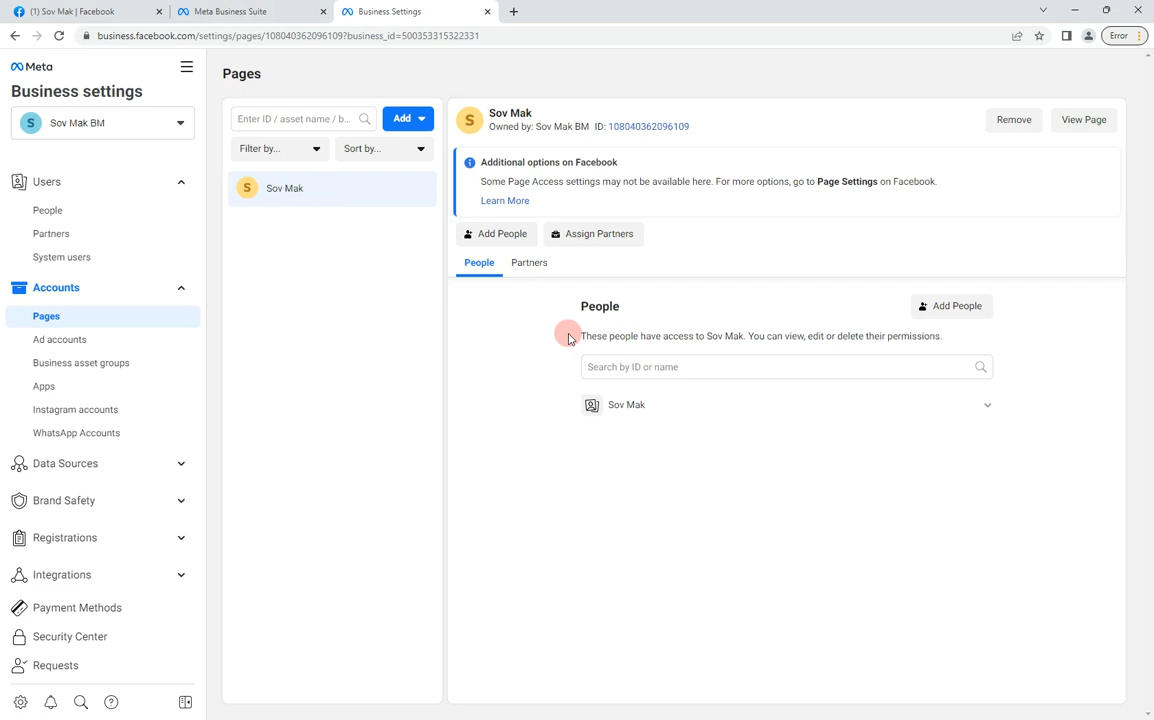 (1) Sov Mak | Facebook
Meta Business Suite
Business Settings
business.facebook.com/settings/pages/108040362096109?business_id=500353315322331
Error
Meta
Business settings
S Sov Mak BM
Users
People
Partners
System users
Accounts
Pages
Ad accounts
Business asset groups
Apps
Instagram accounts
WhatsApp Accounts
Data Sources
Brand Safety
Registrations
Integrations
Payment Methods
Security Center
Requests
Pages
Enter ID / asset name / b...
Add
Filter by...
Sort by...
S Sov Mak
S
Sov Mak
Owned by: Sov Mak BM ID: 108040362096109
Remove
View Page
Additional options on Facebook
Some Page Access settings may not be available here. For more options, go to Page Settings on Facebook.
Learn More
Add People
Assign Partners
People
Partners
People
Add People
These people have access to Sov Mak. You can view, edit or delete their permissions.
Search by ID or name
Sov Mak